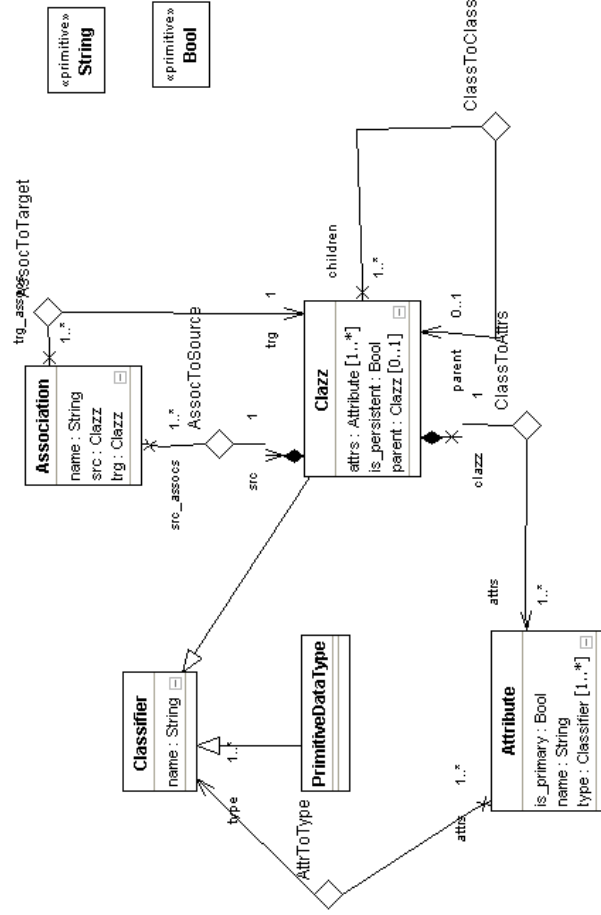 «primitive»
String
«primitive»
Bool
ClassToClass
AssocToTarget
trg_assocs
1..*
1
trg
children
1..*
0..1
parent
Association
name : String
src : Clazz
trg : Clazz
AssocToSource
1..*
src_assocs
1
src
Clazz
attrs : Attribute [1..*]
is_persistent : Bool
parent : Clazz [0..1]
ClassToAttrs
1
clazz
attrs
1..*
Classifier
name : String
PrimitiveDataType
1..*
type
AttrToType
attrs
1..*
Attribute
is_primary : Bool
name : String
type : Classifier [1..*]